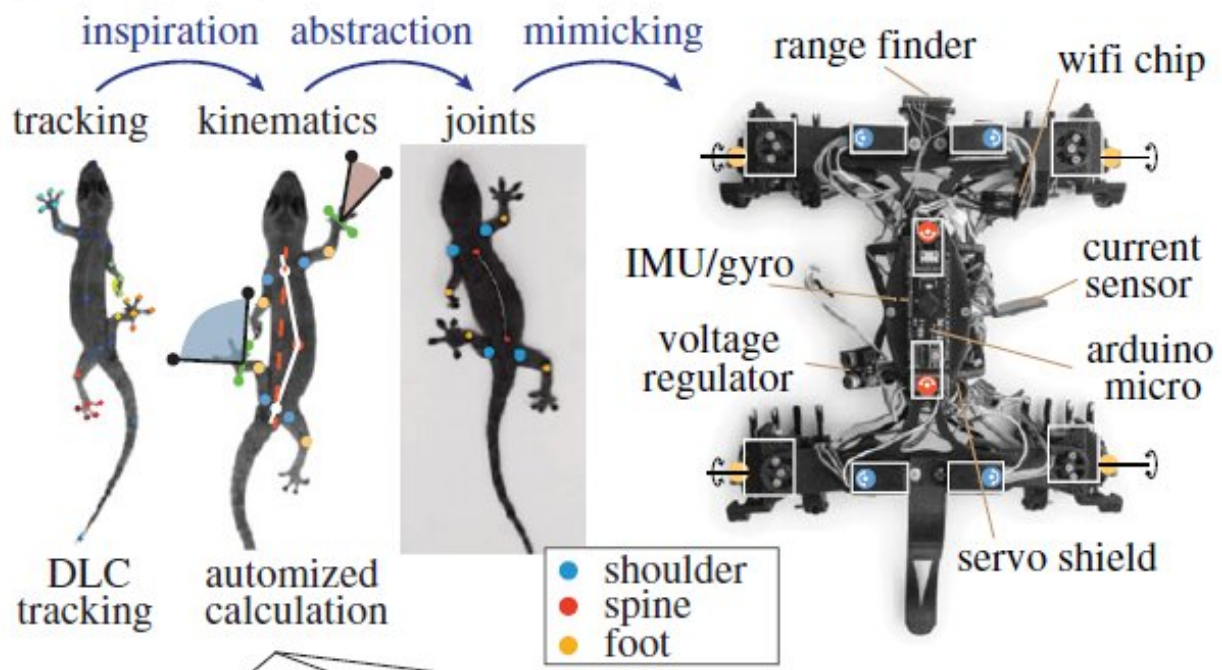 inspiration abstraction mimicking
tracking kinematics joints
range finder
wifi chip
IMU/gyro
current
sensor
voltage
regulator
arduino
micro
servo shield
DLC
tracking
automized
calculation
shoulder
spine
foot